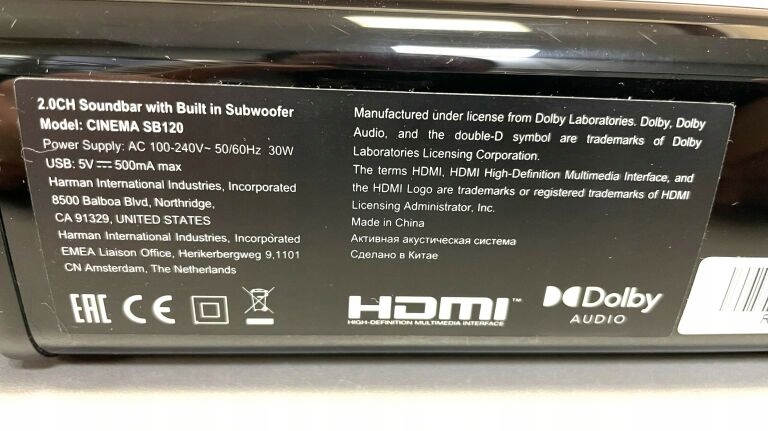 2.0CH Soundbar with Built in Subwoofer
Model: CINEMA SB120
Power Supply: AC 100-240V~ 50/60Hz 30W
USB: 5V⎓500mA max
Harman International Industries, Incorporated
8500 Balboa Blvd, Northridge,
CA 91329, UNITED STATES
Harman International Industries, Incorporated
EMEA Liaison Office, Herikerbergweg 9,1101
CN Amsterdam, The Netherlands
EAC CE
Manufactured under license from Dolby Laboratories. Dolby, Dolby
Audio, and the double-D symbol are trademarks of Dolby
Laboratories Licensing Corporation.
The terms HDMI, HDMI High-Definition Multimedia Interface, and
the HDMI Logo are trademarks or registered trademarks of HDMI
Licensing Administrator, Inc.
Made in China
Активная акустическая система
Сделано в Китае
HDMI™
HIGH-DEFINITION MULTIMEDIA INTERFACE
Dolby
AUDIO